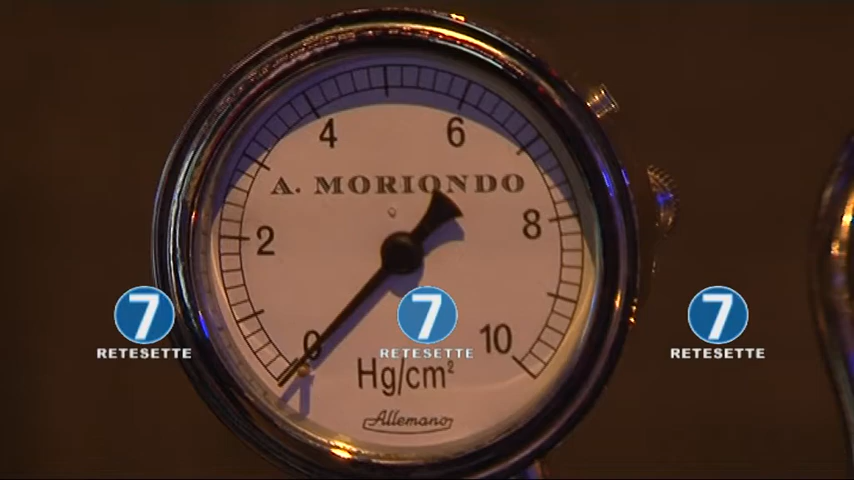 4 6
A. MORIONDO
2 8
7 7 7
RETESETTE RETESETTE RETESETTE
0 10
Hg/cm²
Allemano